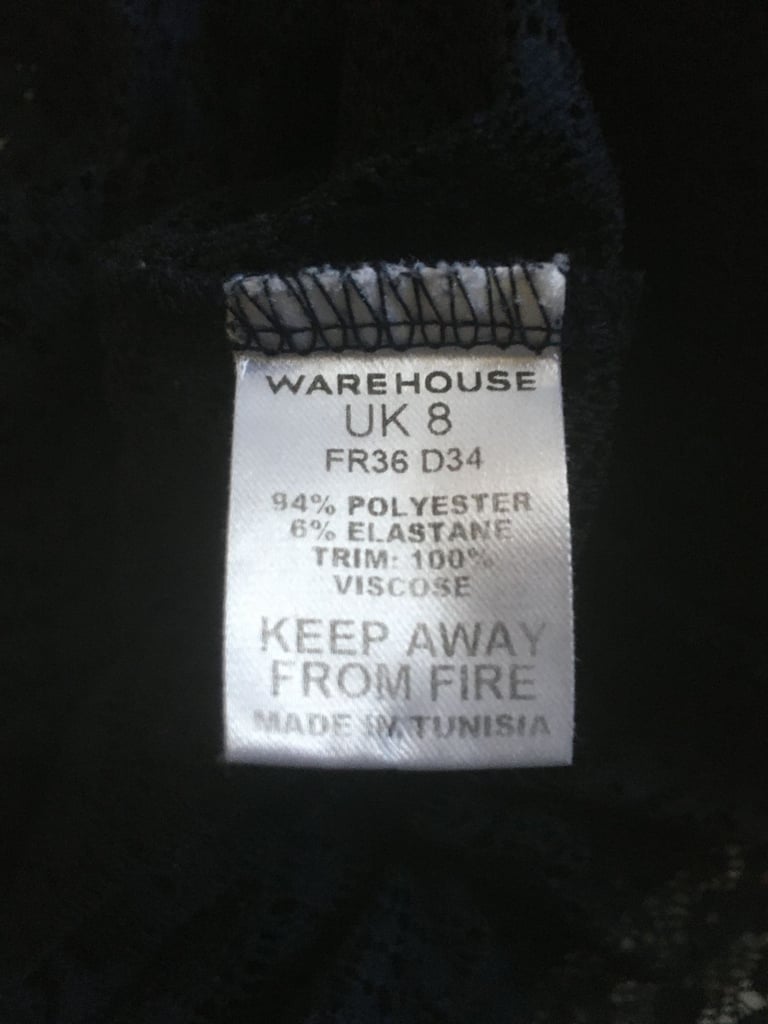 WAREHOUSE
UK 8
FR36 D34
94% POLYESTER
6% ELASTANE
TRIM: 100%
VISCOSE
KEEP AWAY
FROM FIRE
MADE IN TUNISIA